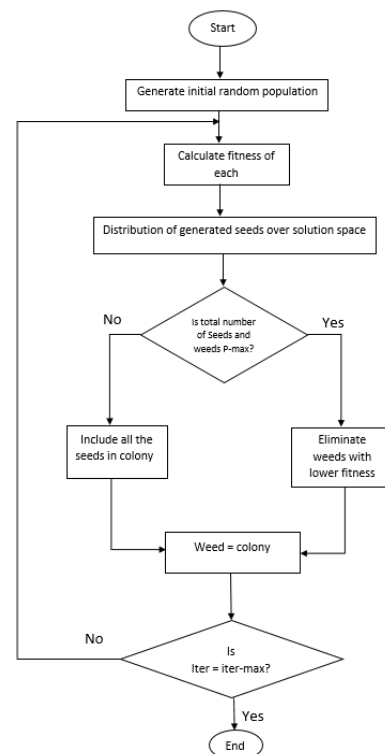 Start
Generate initial random population
Calculate fitness of
each
Distribution of generated seeds over solution space
No
Yes
Is total number
of Seeds and
weeds P-max?
Include all the
seeds in colony
Eliminate
weeds with
lower fitness
Weed = colony
No
Is
Iter = iter-max?
Yes
End